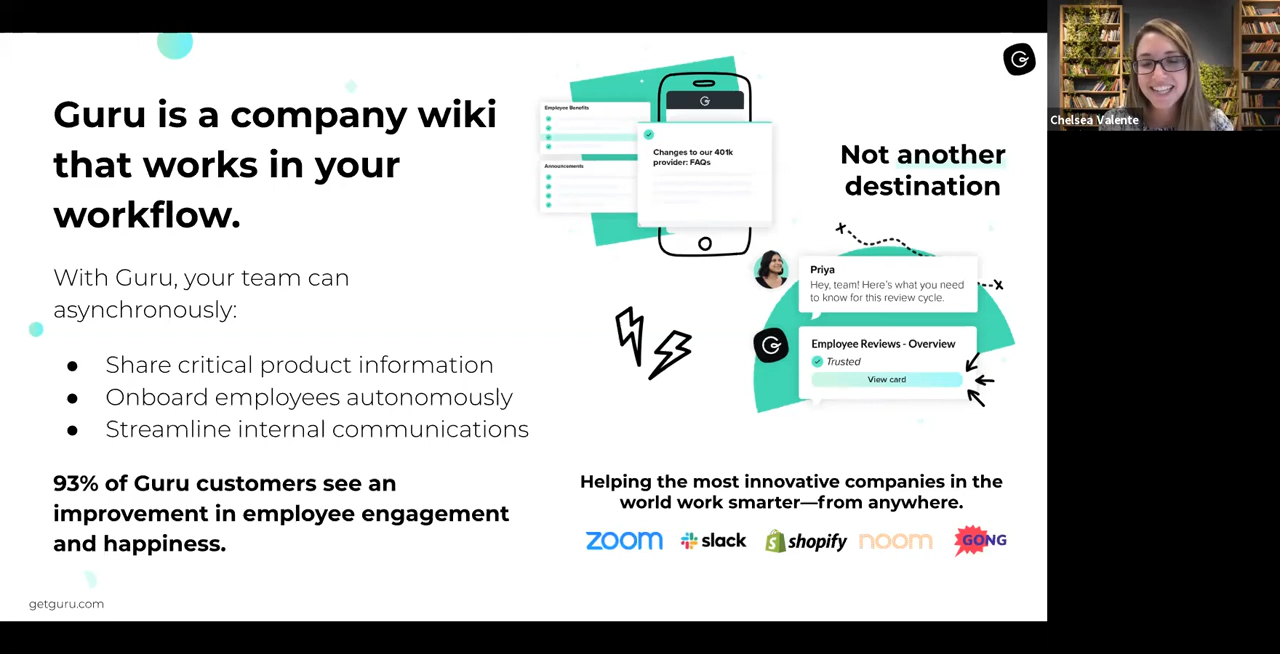 Guru is a company wiki
that works in your
workflow.
With Guru, your team can
asynchronously:
● Share critical product information
● Onboard employees autonomously
● Streamline internal communications
93% of Guru customers see an
improvement in employee engagement
and happiness.
getguru.com
Employee Benefits
Announcements
Changes to our 401k
provider: FAQs
Not another
destination
Priya
Hey, team! Here's what you need
to know for this review cycle.
Employee Reviews - Overview
Trusted
View card
Helping the most innovative companies in the
world work smarter—from anywhere.
zoom slack shopify noom GONG
Chelsea Valente